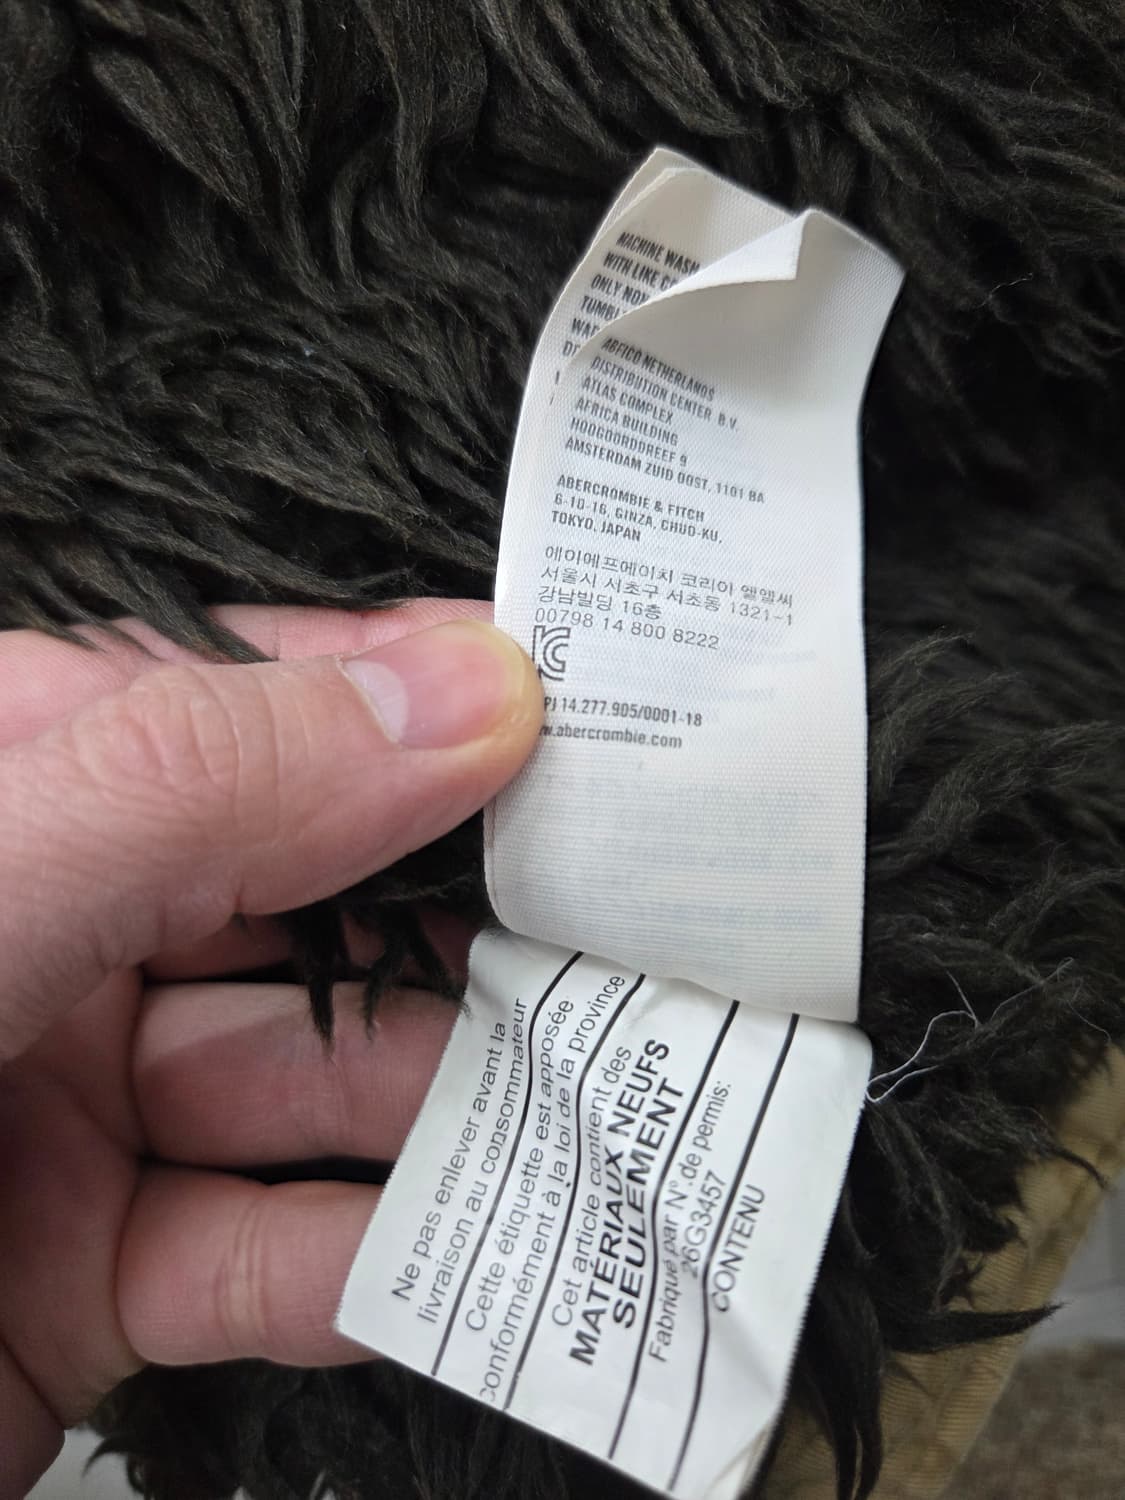 MACHINE WASH
WITH LIKE
ONLY
ABFICO NETHERLANDS
DISTRIBUTION CENTER B.V.
ATLAS COMPLEX
AFRICA BUILDING
HOOGOORDDREEF 9
AMSTERDAM ZUID OOST, 1101 BA
ABERCROMBIE & FITCH
6-10-16, GINZA, CHUO-KU,
TOKYO, JAPAN
에이에프에이치 코리아 엘엘씨
서울시 서초구 서초동 1321-1
강남빌딩 16층
00798 14 800 8222
14.277.905/0001-18
.abercrombie.com
Ne pas enlever avant la
livraison au consommateur
Cette étiquette est apposée
conformément à la loi de la province
Cet article contient des
MATÉRIAUX NEUFS
SEULEMENT
Fabriqué par Nº.de permis:
26G3457
CONTENU